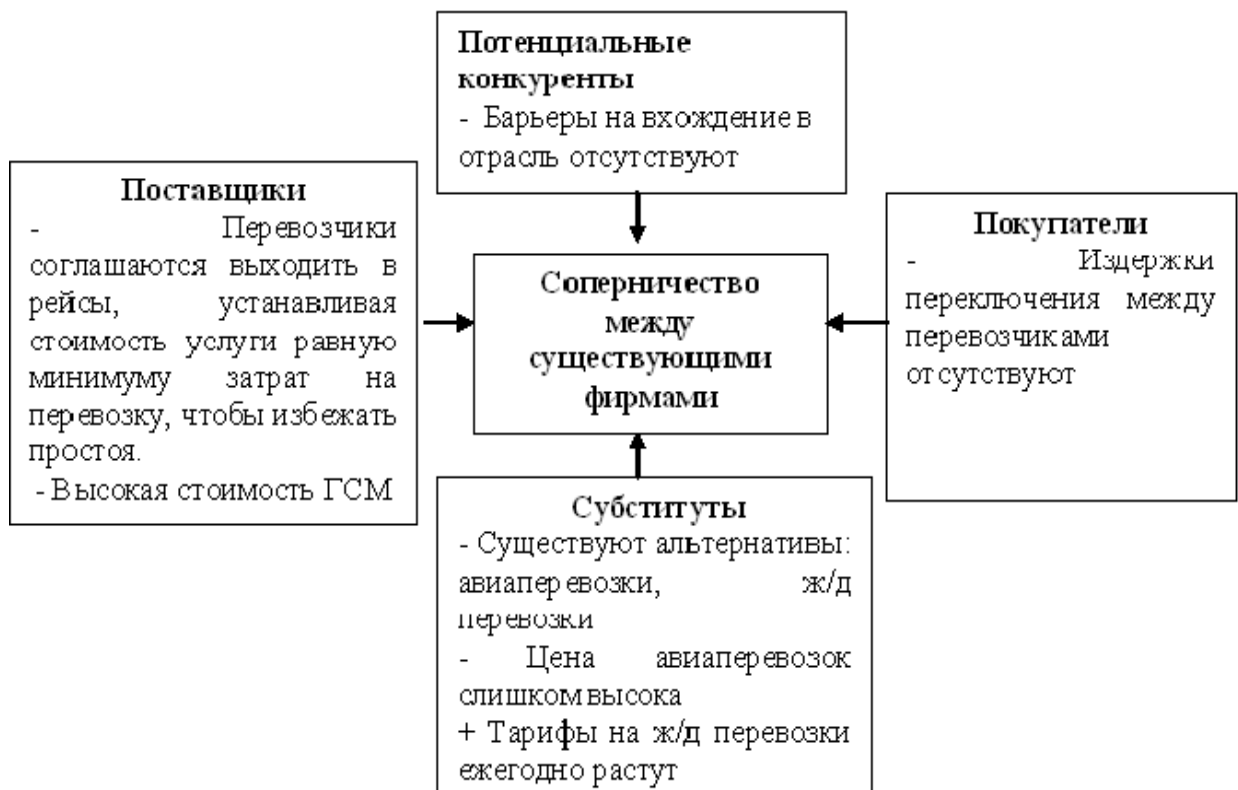 Потенциальные
конкуренты
- Барьеры на вхождение в
отрасль отсутствуют
Поставщики
- Перевозчики
соглашаются выходить в
рейсы, устанавливая
стоимость услуги равную
минимуму затрат на
перевозку, чтобы избежать
простоя.
- Высокая стоимость ГСМ
Соперничество
между
существующими
фирмами
Покупатели
- Издержки
переключения между
перевозчиками
отсутствуют
Субституты
- Существуют альтернативы:
авиаперевозки, ж/д
перевозки
- Цена авиаперевозок
слишком высока
+ Тарифы на ж/д перевозки
ежегодно растут